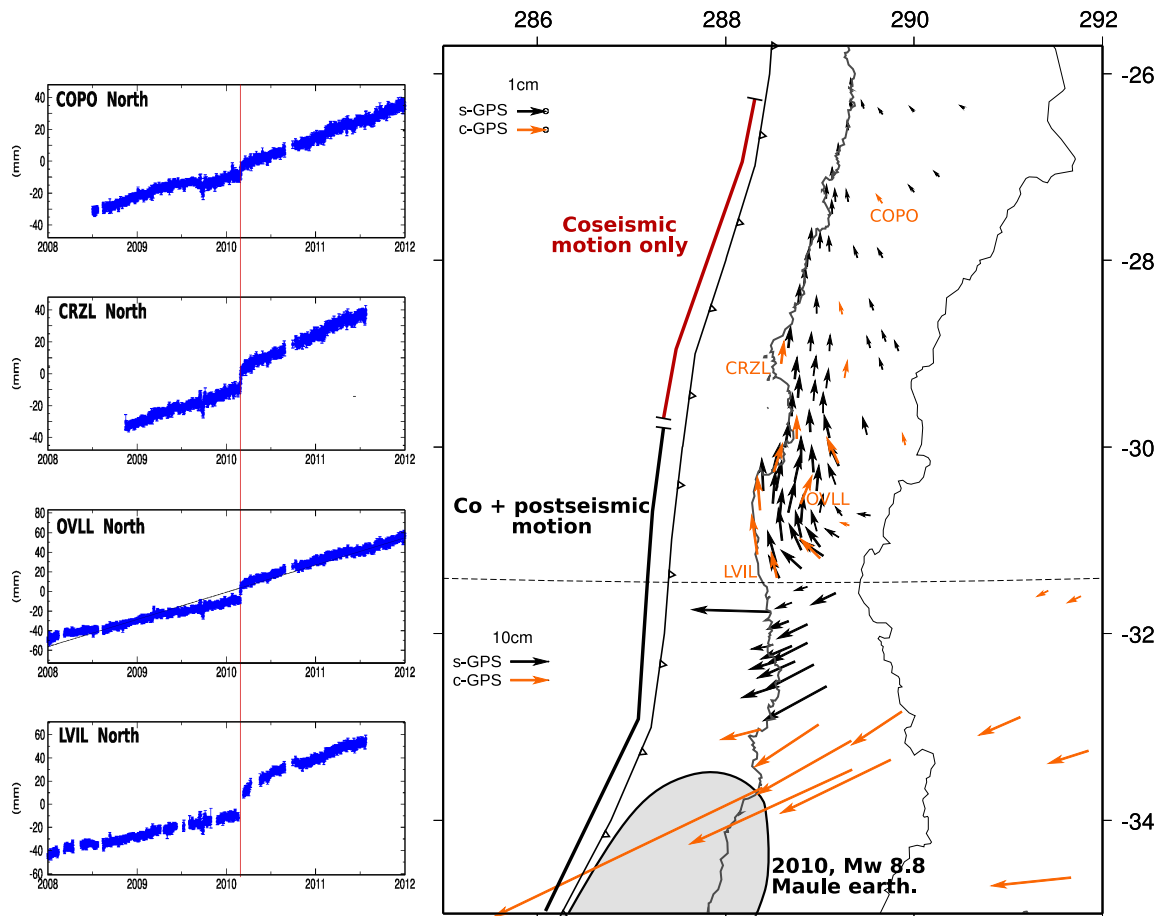 COPO North
(mm)
40
20
0
-20
-40
2008
2009
2010
2011
2012
CRZL North
(mm)
40
20
0
-20
-40
2008
2009
2010
2011
2012
OVLL North
(mm)
80
60
40
20
0
-20
-40
-60
2008
2009
2010
2011
2012
LVIL North
(mm)
60
40
20
0
-20
-40
-60
2008
2009
2010
2011
2012
286
288
290
292
-26
-28
-30
-32
-34
1cm
s-GPS
c-GPS
Coseismic
motion only
COPO
CRZL
Co + postseismic
motion
OVLL
LVIL
10cm
s-GPS
c-GPS
2010, Mw 8.8
Maule earth.